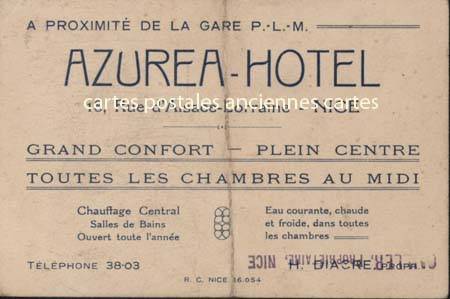 A PROXIMITÉ DE LA GARE P.-L.-M.
AZUREA-HOTEL
cartes postales anciennes cartes
Rue d'Alsace-Lorraine - NICE
GRAND CONFORT — PLEIN CENTRE
TOUTES LES CHAMBRES AU MIDI
Chauffage Central
Salles de Bains
Ouvert toute l'année
Eau courante, chaude
et froide, dans toutes
les chambres
TÉLÉPHONE 38-03
H. DIACRE
PROPRIÉTAIRE, NICE
R. C. NICE 16.054